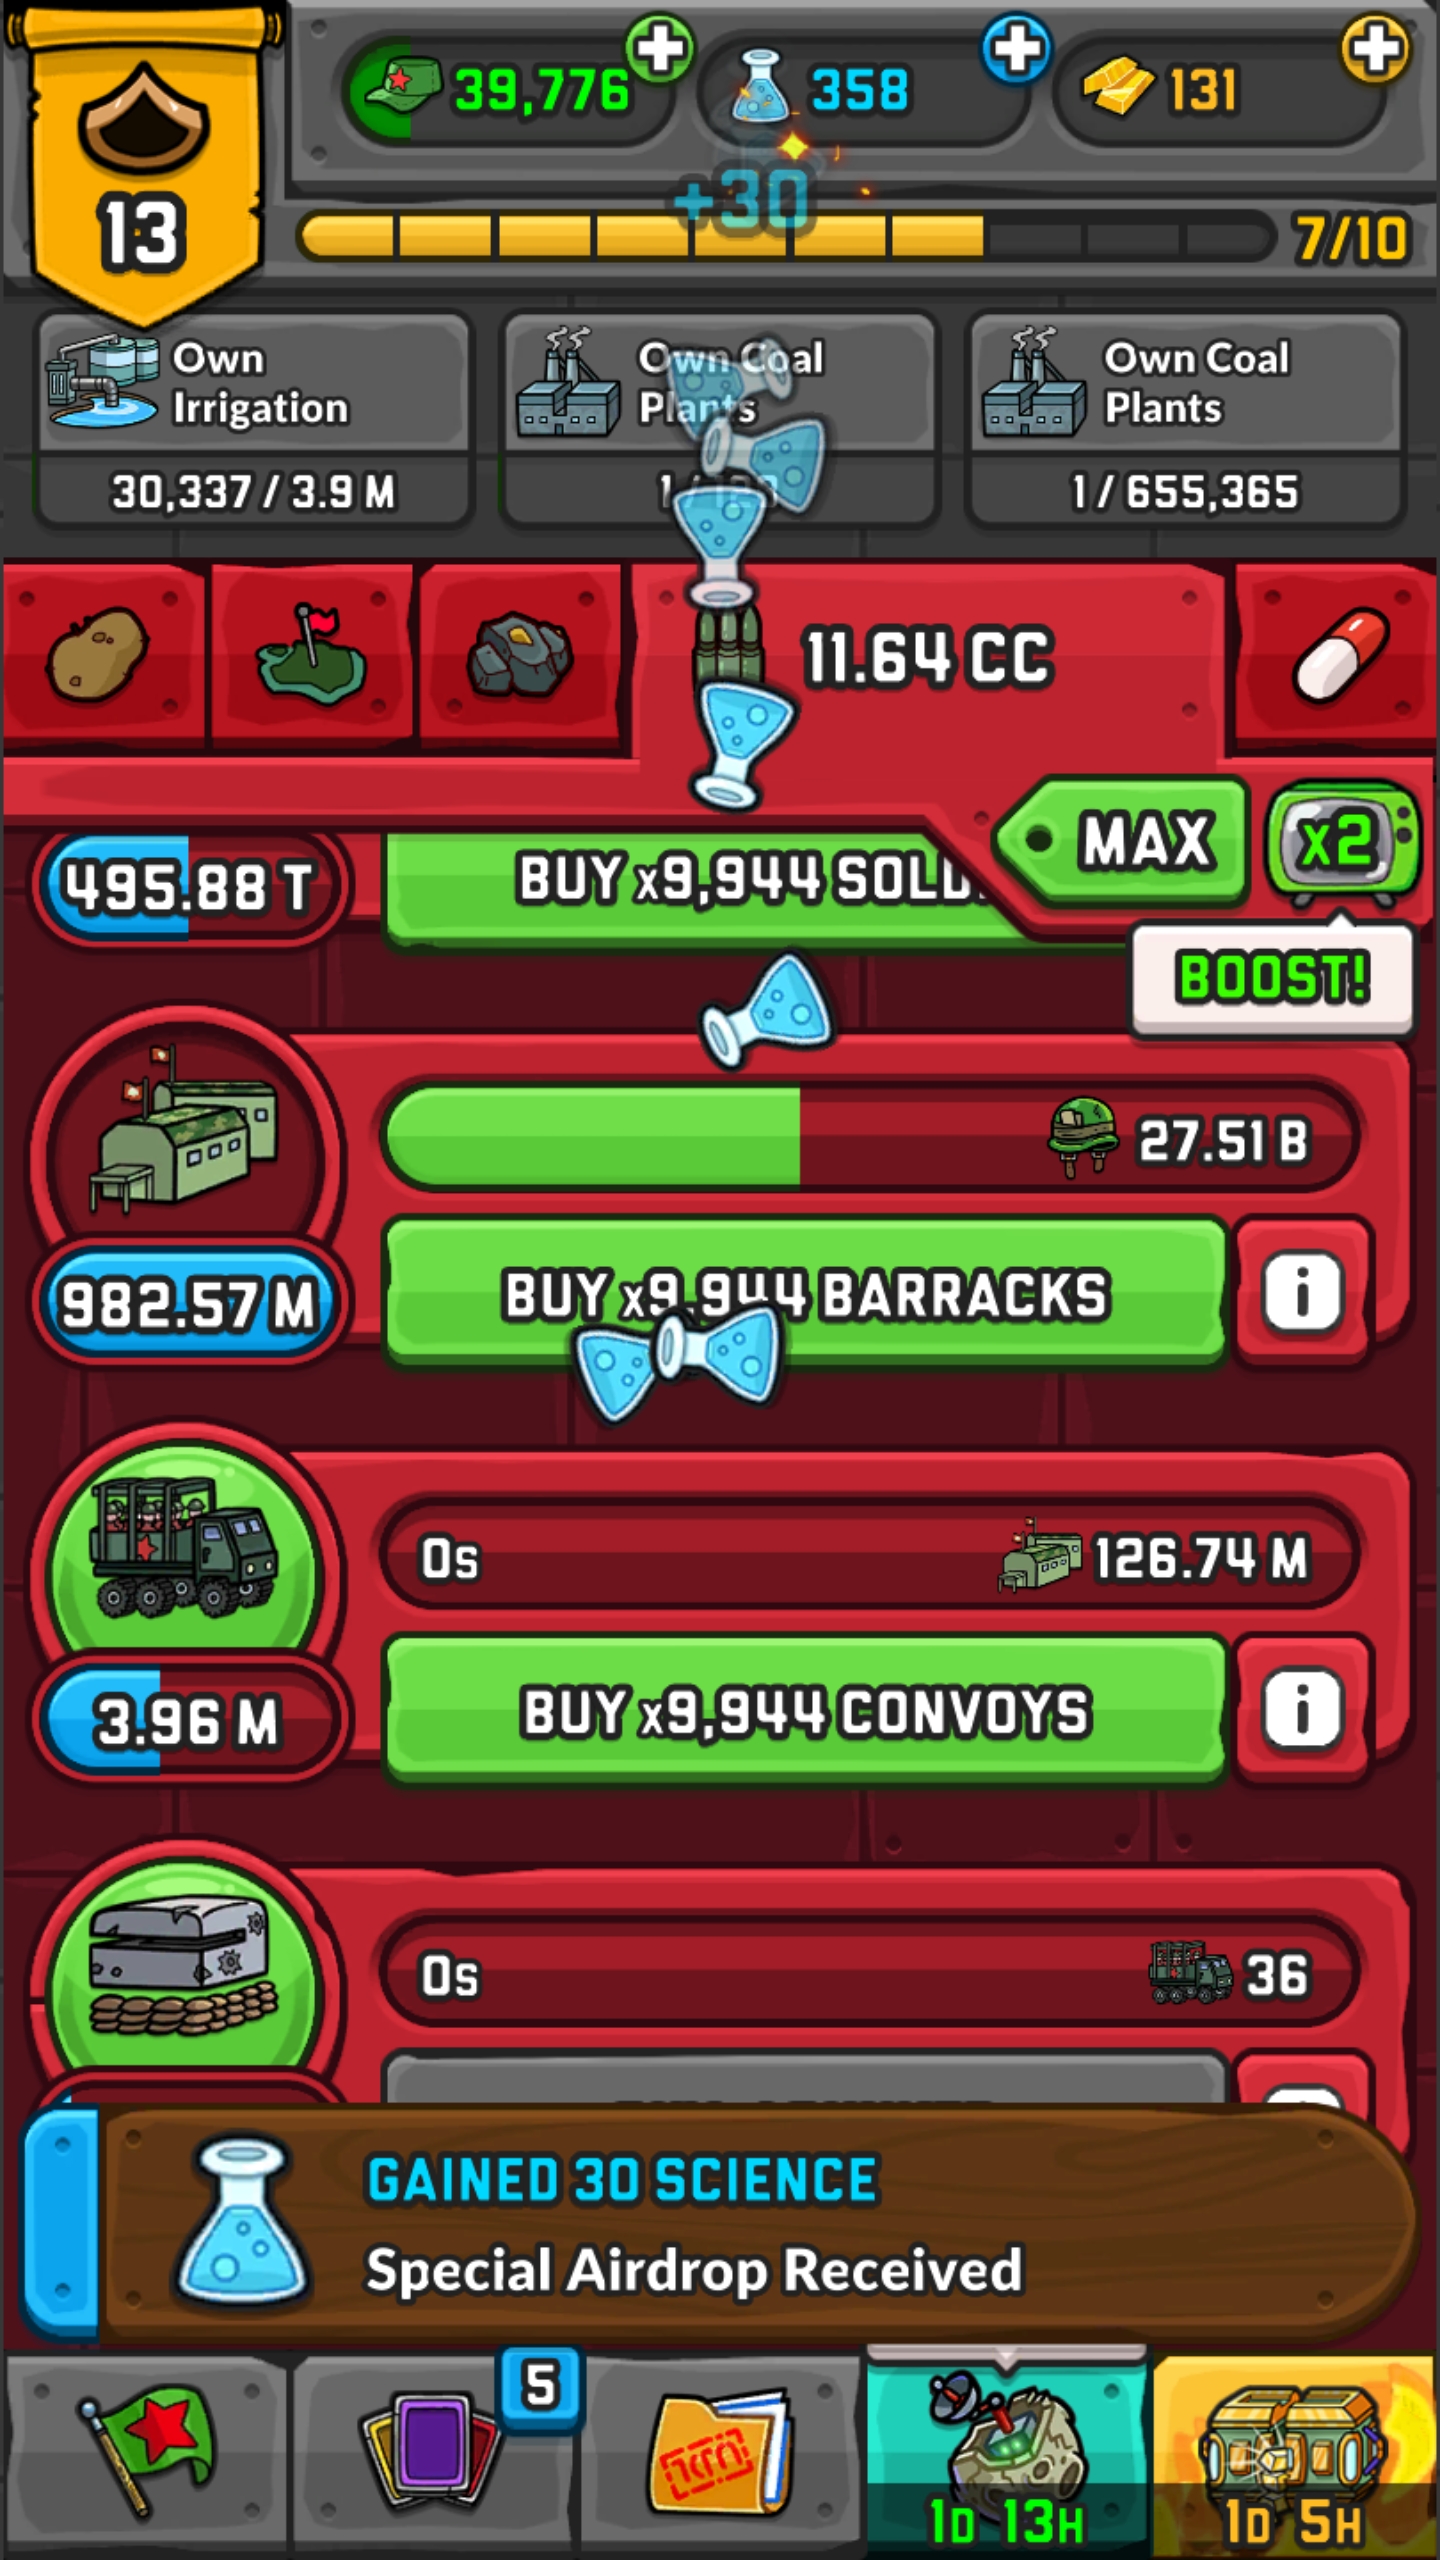 39,776
358
131
13
+30
7/10
Own
Irrigation
30,337 / 3.9 M
Own Coal
Plants
Own Coal
Plants
1 / 655,365
11.64 CC
MAX
x2
BOOST!
495.88 T
BUY x9,944
27.51 B
982.57 M
BUY x9,944 BARRACKS
i
0s
126.74 M
3.96 M
BUY x9,944 CONVOYS
i
0s
36
GAINED 30 SCIENCE
Special Airdrop Received
5
1D 13H
1D 5H